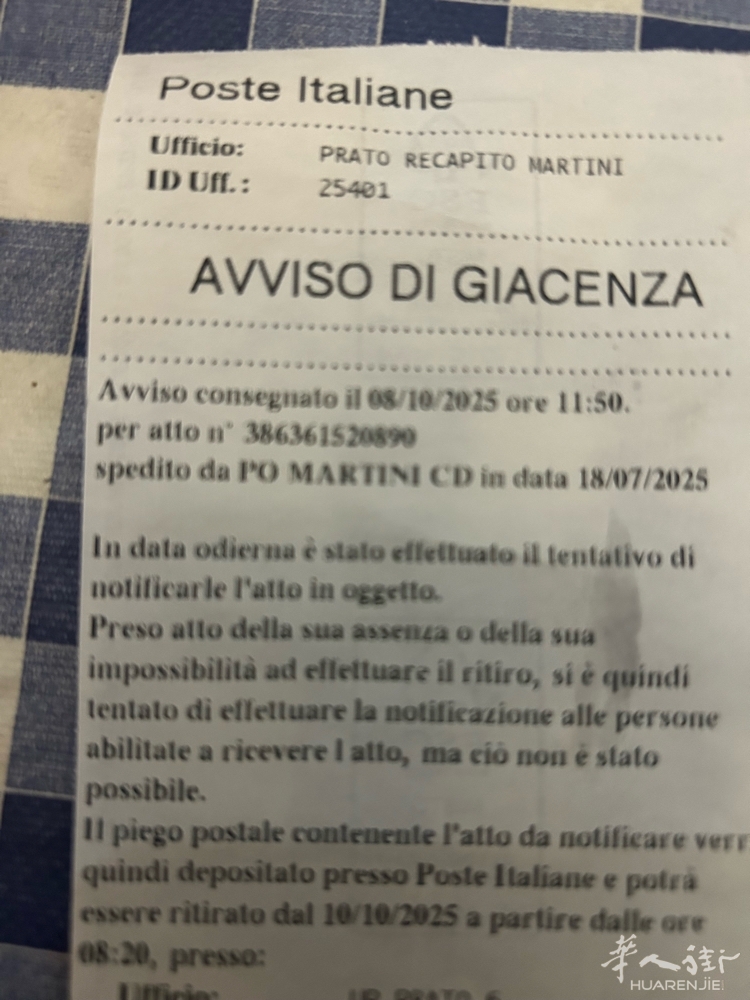 Poste Italiane
Ufficio: PRATO RECAPITO MARTINI
ID Uff.: 25401
AVVISO DI GIACENZA
Avviso consegnato il 08/10/2025 ore 11:50.
per atto n° 386361520890
spedito da PO MARTINI CD in data 18/07/2025
In data odierna è stato effettuato il tentativo di
notificarle l'atto in oggetto.
Preso atto della sua assenza o della sua
impossibilità ad effettuare il ritiro, si è quindi
tentato di effettuare la notificazione alle persone
abilitate a ricevere l atto, ma ciò non è stato
possibile.
Il piego postale contenente l'atto da notificare verr
quindi depositato presso Poste Italiane e potrà
essere ritirato dal 10/10/2025 a partire dalle ore
08:20, presso:
Ufficio: UP PRATO 6
华人街
HUARENJIE